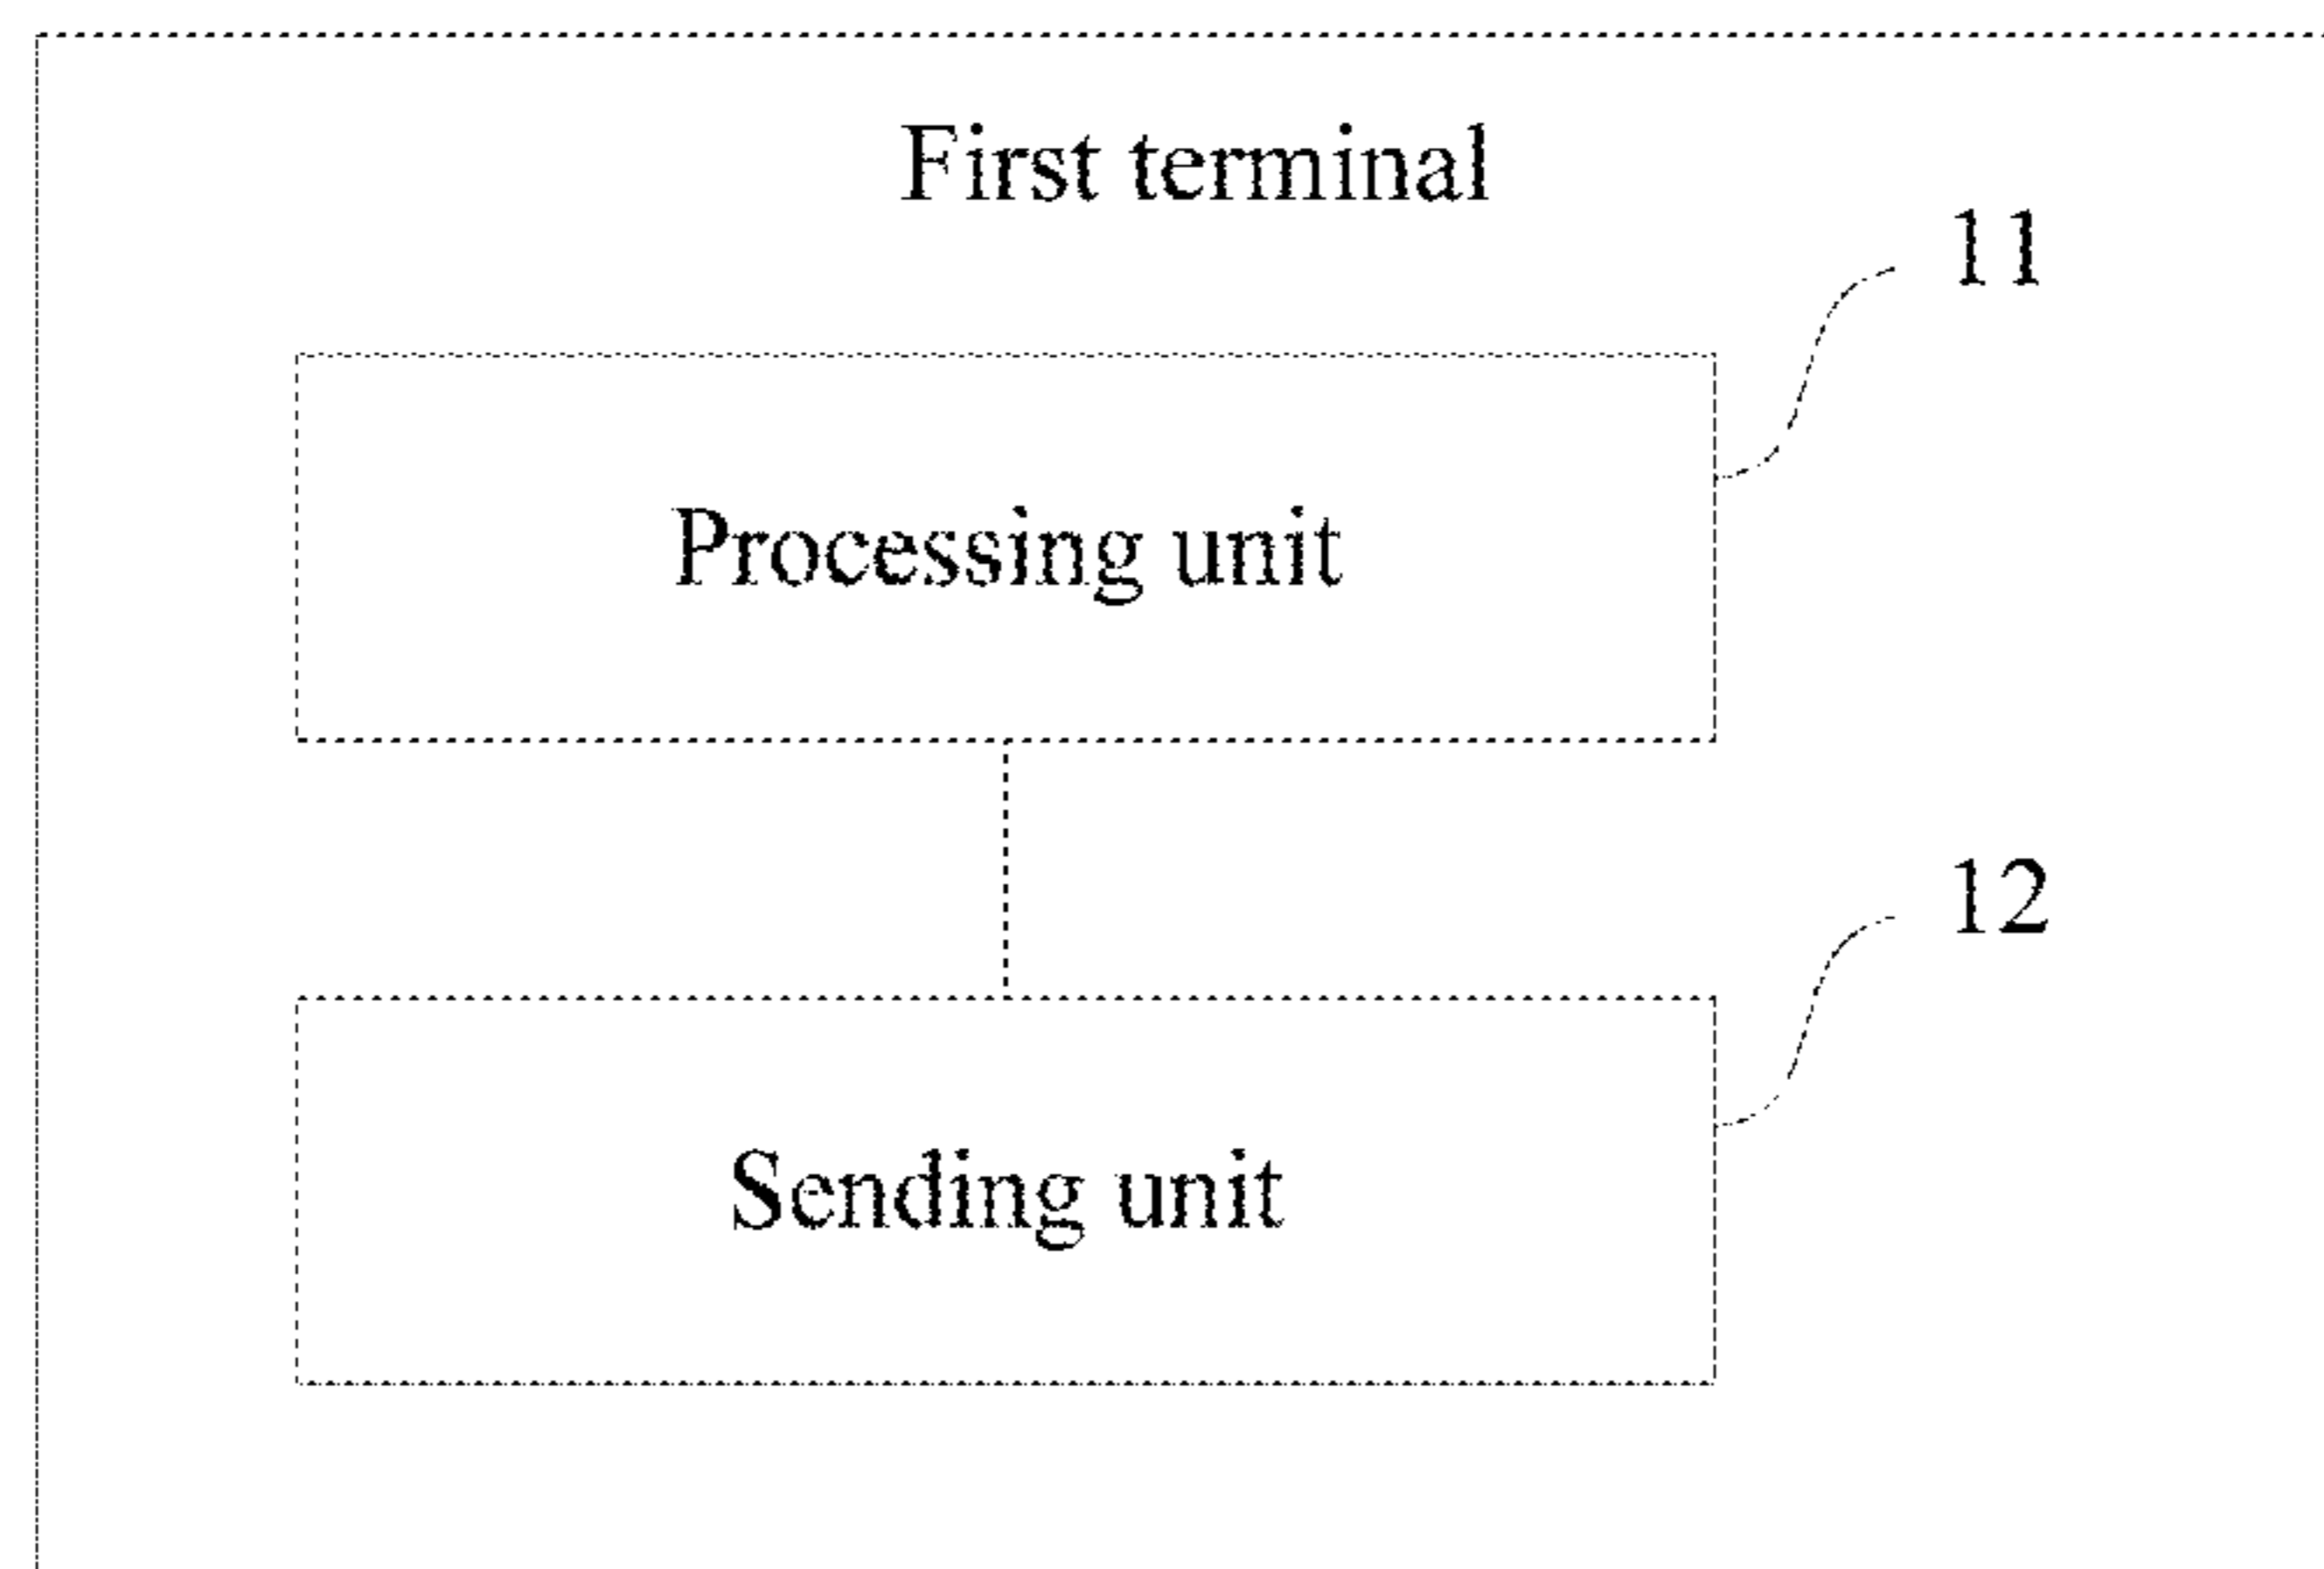 First terminal
11
Processing unit
12
Sending unit